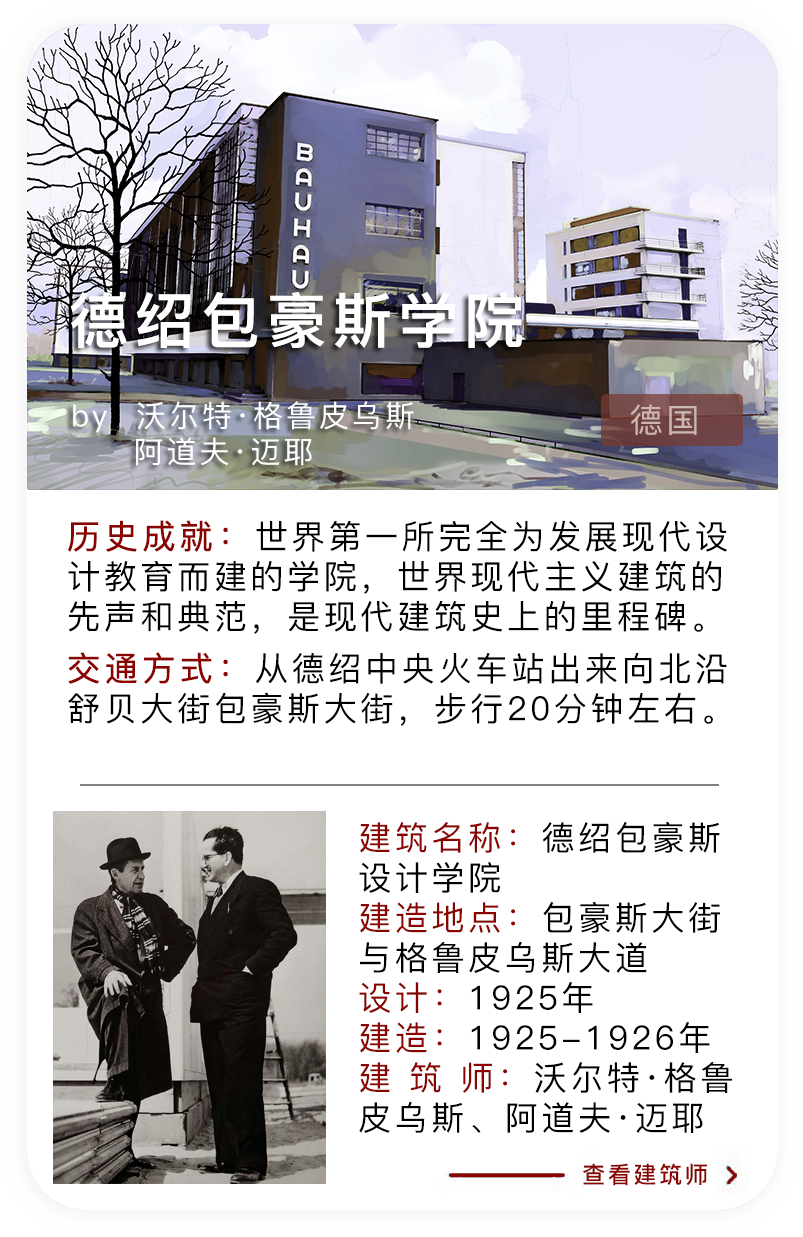 BAUHAU
德绍包豪斯学院
by 沃尔特·格鲁皮乌斯
阿道夫·迈耶
德国
历史成就：世界第一所完全为发展现代设
计教育而建的学院，世界现代主义建筑的
先声和典范，是现代建筑史上的里程碑。
交通方式：从德绍中央火车站出来向北沿
舒贝大街包豪斯大街，步行20分钟左右。
建筑名称：德绍包豪斯
设计学院
建造地点：包豪斯大街
与格鲁皮乌斯大道
设计：1925年
建造：1925-1926年
建 筑 师：沃尔特·格鲁
皮乌斯、阿道夫·迈耶
查看建筑师